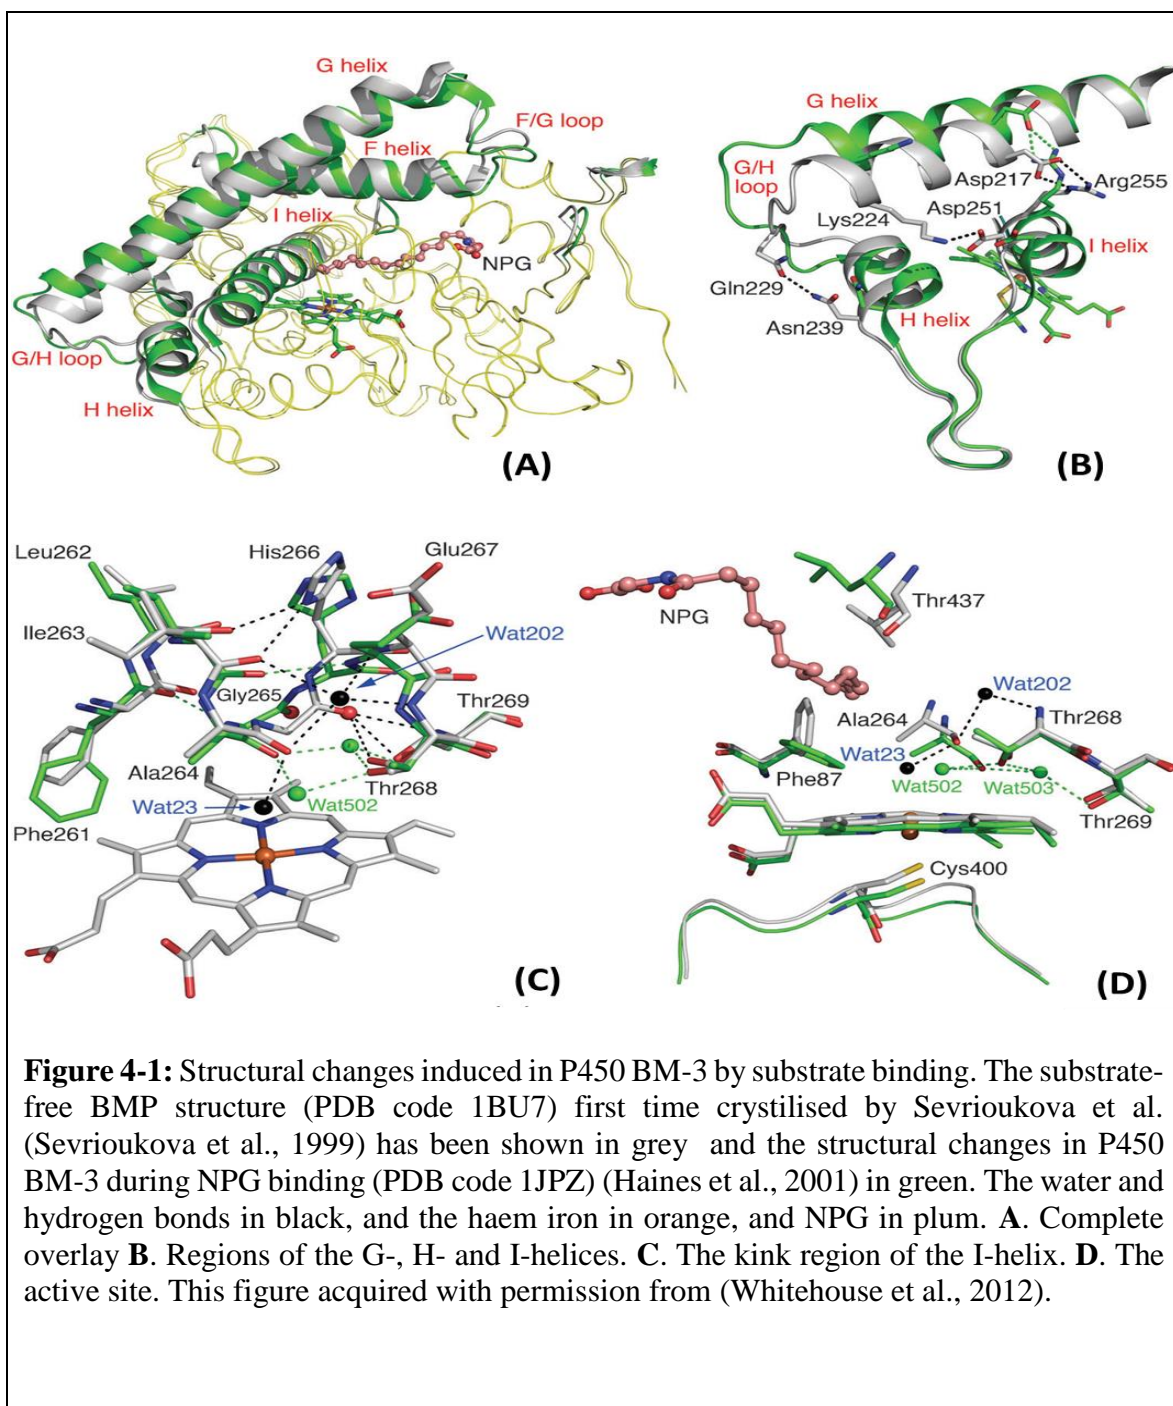 G helix
F/G loop
F helix
I helix
NPG
G/H loop
H helix
(A)
G helix
G/H
loop
Asp217
Arg255
Asp251
Lys224
I helix
Gln229
Asn239
H helix
(B)
Leu262
His266
Glu267
Ile263
Wat202
Gly265
Thr269
Ala264
Thr268
Wat23
Wat502
Phe261
(C)
NPG
Thr437
Wat202
Ala264
Thr268
Wat23
Phe87
Wat502
Wat503
Thr269
Cys400
(D)
Figure 4-1: Structural changes induced in P450 BM-3 by substrate binding. The substrate-
free BMP structure (PDB code 1BU7) first time crystilised by Sevrioukova et al.
(Sevrioukova et al., 1999) has been shown in grey and the structural changes in P450
BM-3 during NPG binding (PDB code 1JPZ) (Haines et al., 2001) in green. The water and
hydrogen bonds in black, and the haem iron in orange, and NPG in plum. A. Complete
overlay B. Regions of the G-, H- and I-helices. C. The kink region of the I-helix. D. The
active site. This figure acquired with permission from (Whitehouse et al., 2012).